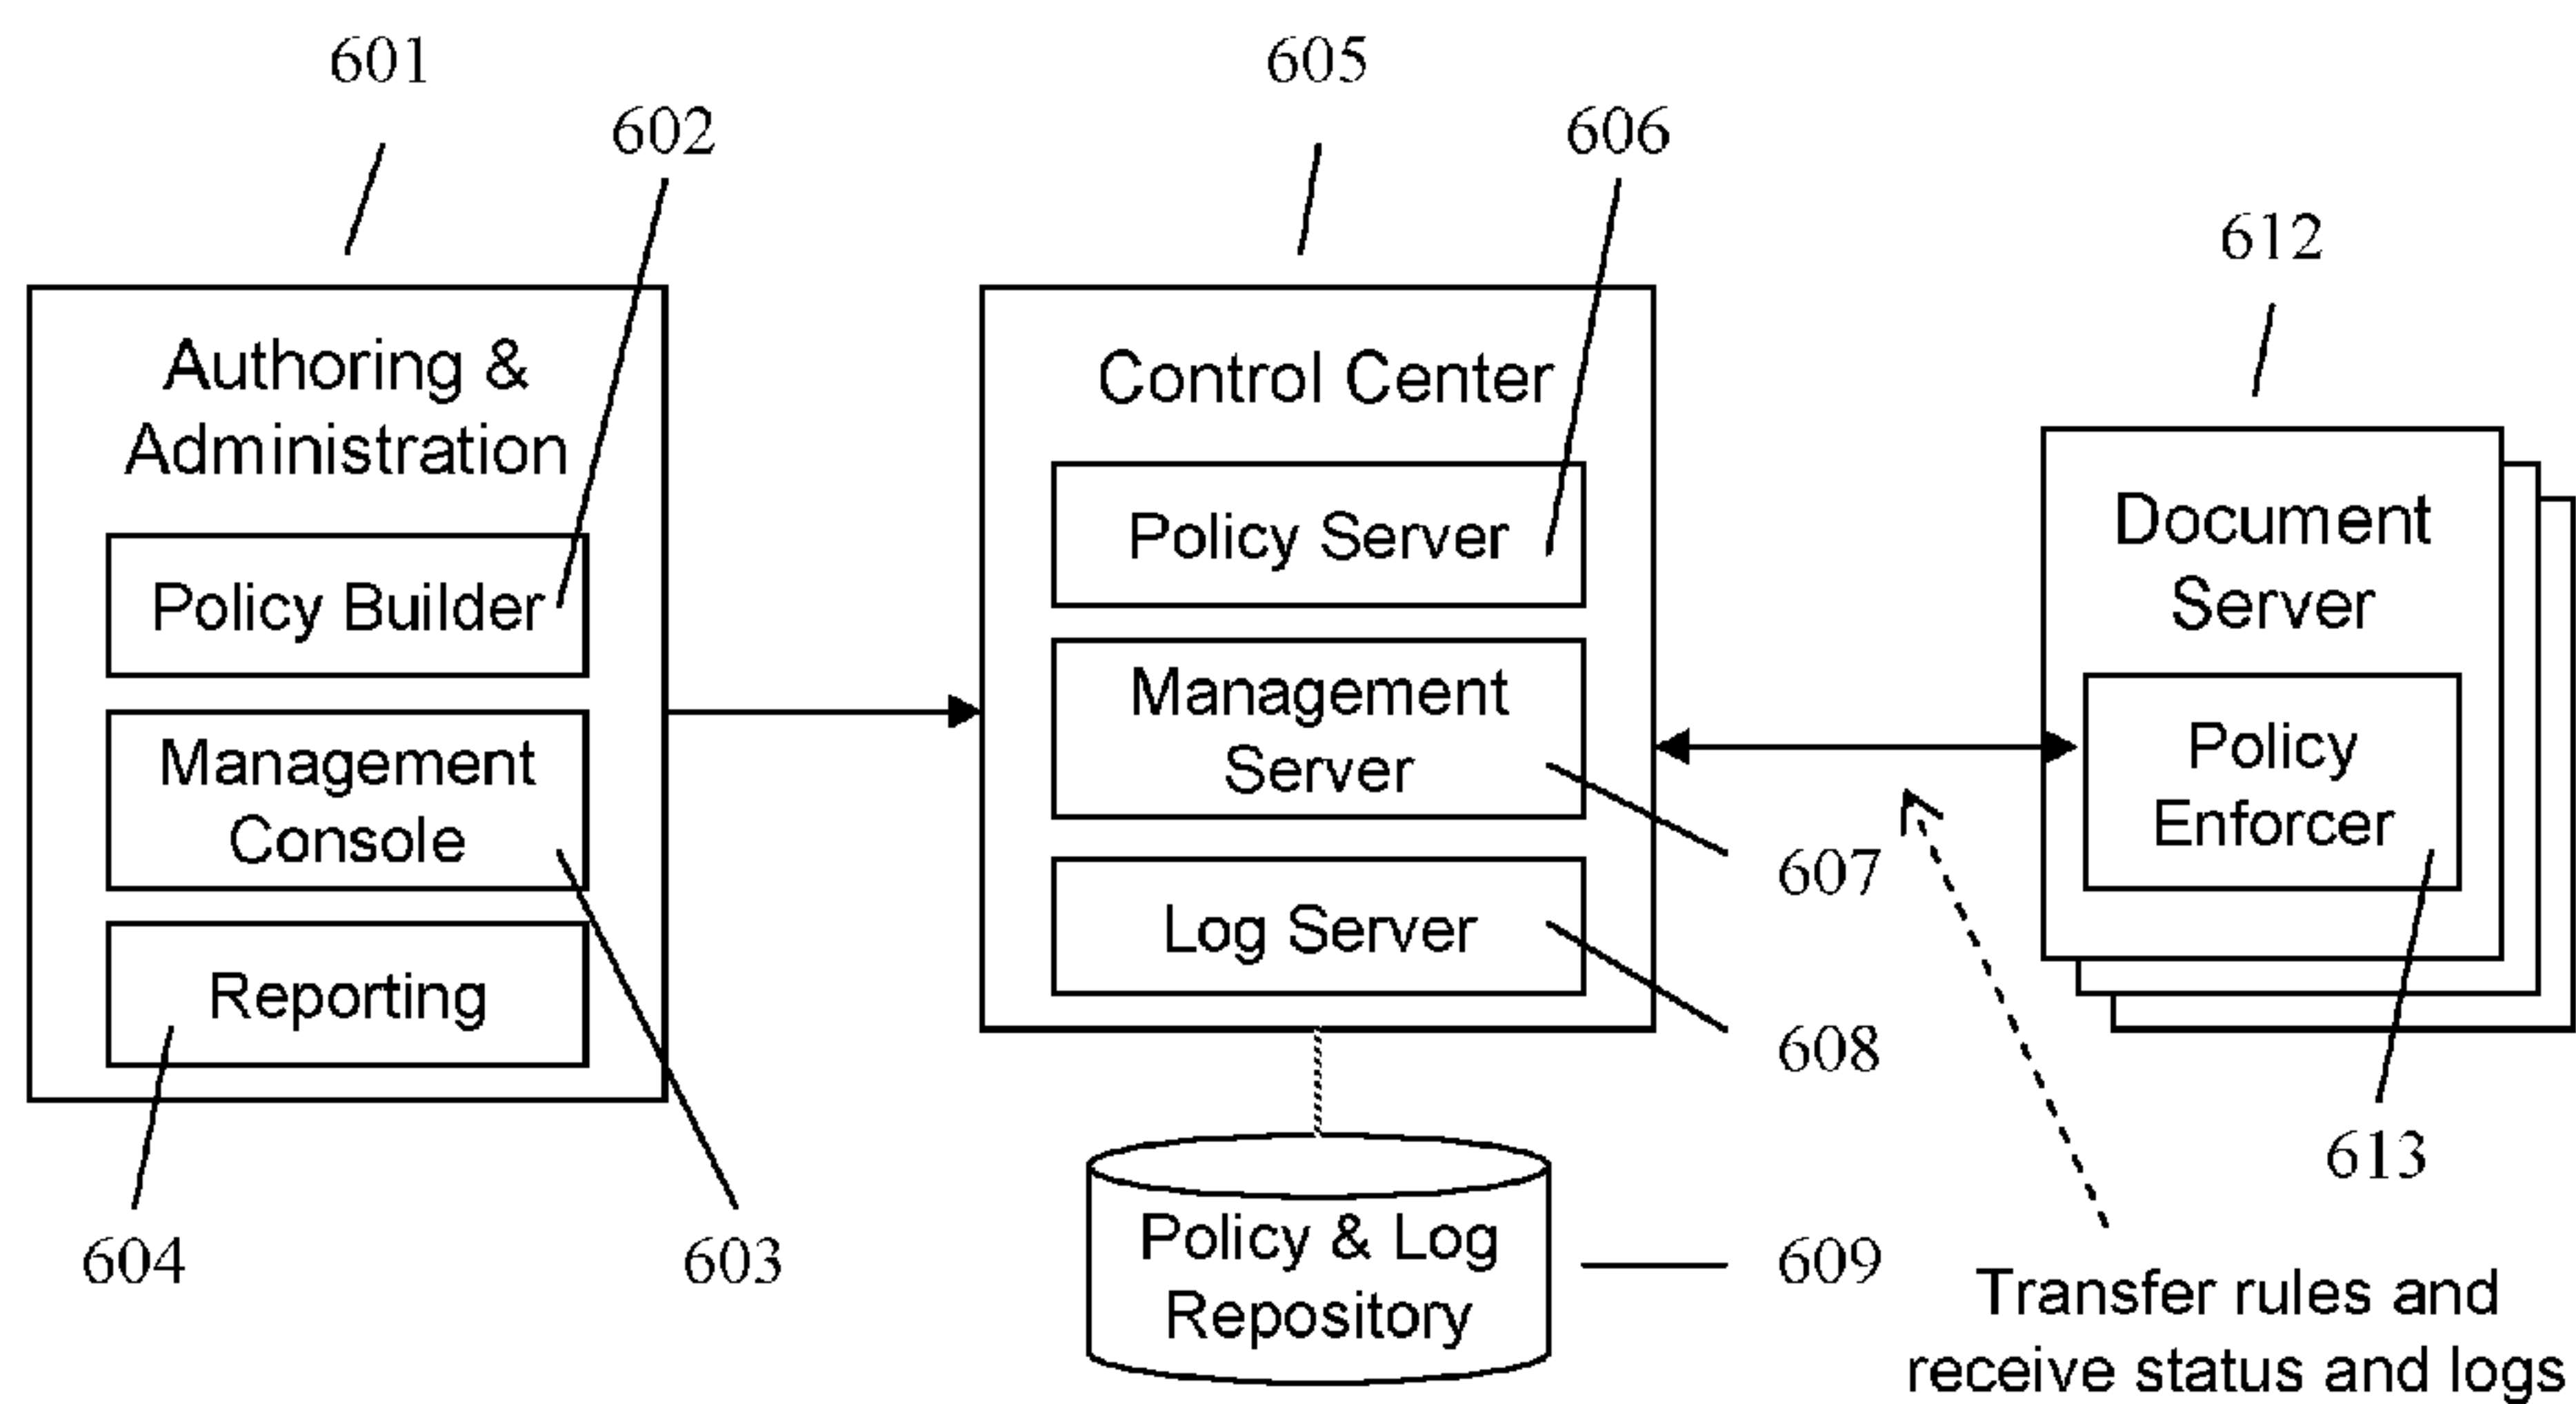 601
602
605
606
612
Authoring &
Administration
Policy Builder
Management
Console
Reporting
604
603
Control Center
Policy Server
Management
Server
Log Server
607
608
Policy & Log
Repository
609
Document
Server
Policy
Enforcer
613
Transfer rules and
receive status and logs